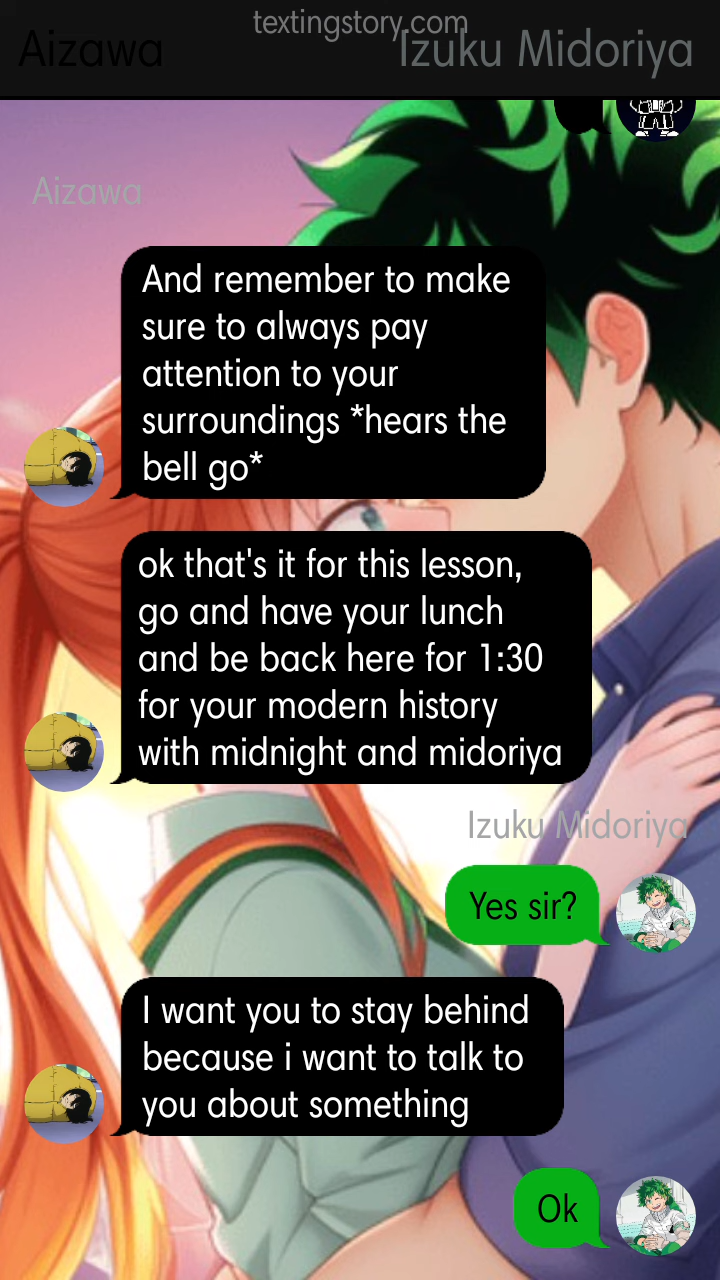 textingstory.com
Aizawa
Izuku Midoriya
Aizawa
And remember to make
sure to always pay
attention to your
surroundings *hears the
bell go*
ok that's it for this lesson,
go and have your lunch
and be back here for 1:30
for your modern history
with midnight and midoriya
Izuku Midoriya
Yes sir?
I want you to stay behind
because i want to talk to
you about something
Ok